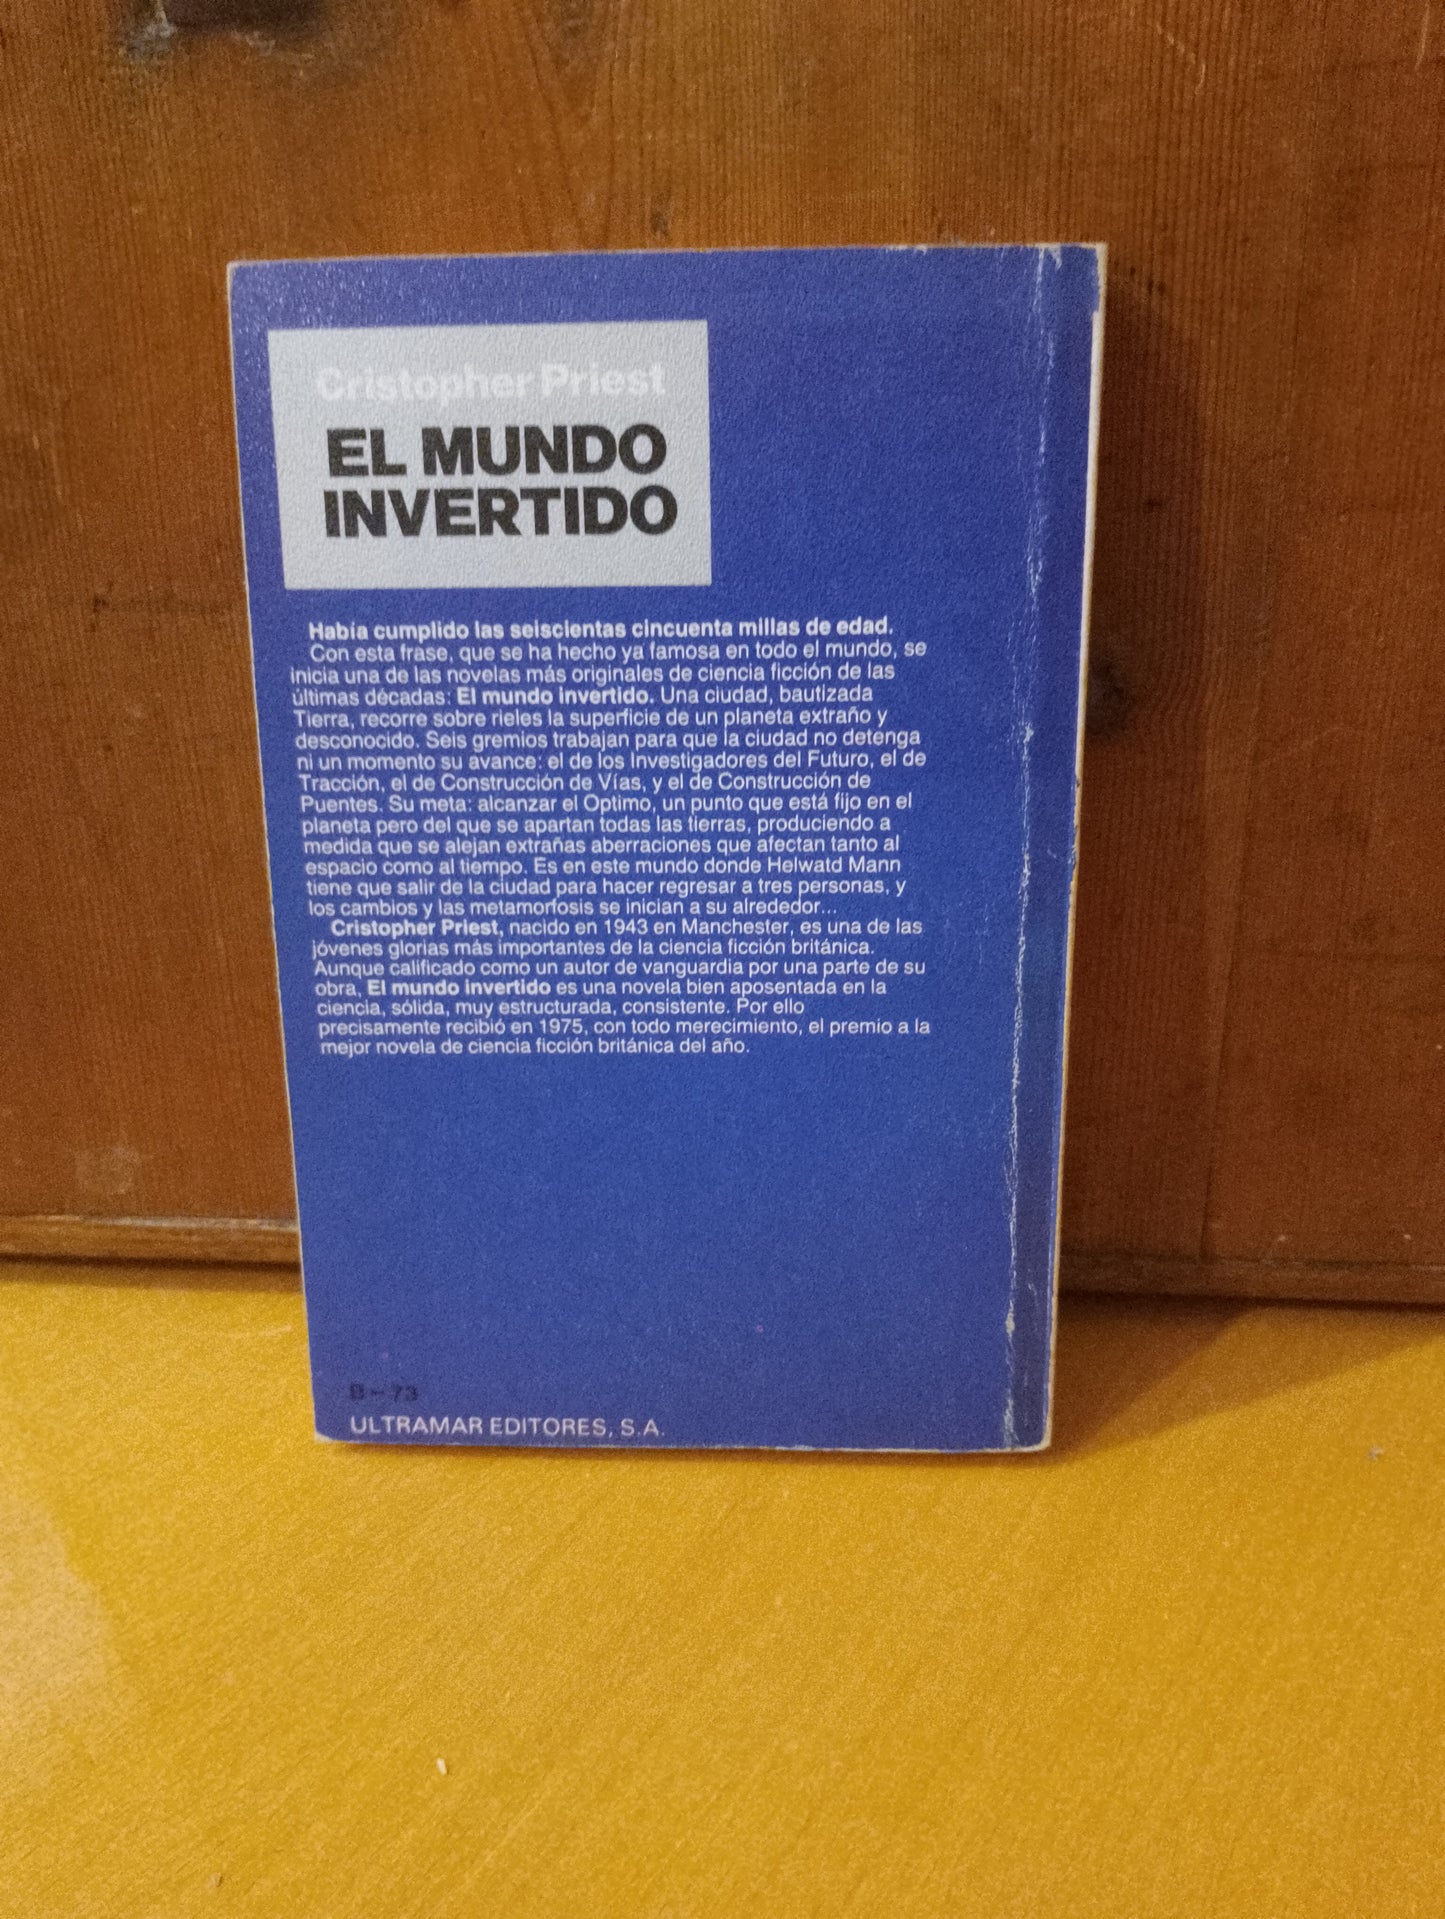 Cristopher Priest
EL MUNDO
INVERTIDO
Había cumplido las seiscientas cincuenta millas de edad.
Con esta frase, que se ha hecho ya famosa en todo el mundo, se
inicia una de las novelas más originales de ciencia ficción de las
últimas décadas: El mundo invertido. Una ciudad, bautizada
Tierra, recorre sobre rieles la superficie de un planeta extraño y
desconocido. Seis gremios trabajan para que la ciudad no detenga
ni un momento su avance: el de los Investigadores del Futuro, el de
Tracción, el de Construcción de Vías, y el de Construcción de
Puentes. Su meta: alcanzar el Optimo, un punto que está fijo en el
planeta pero del que se apartan todas las tierras, produciendo a
medida que se alejan extrañas aberraciones que afectan tanto al
espacio como al tiempo. Es en este mundo donde Helwatd Mann
tiene que salir de la ciudad para hacer regresar a tres personas, y
los cambios y las metamorfosis se inician a su alrededor...
Cristopher Priest, nacido en 1943 en Manchester, es una de las
jóvenes glorias más importantes de la ciencia ficción británica.
Aunque calificado como un autor de vanguardia por una parte de su
obra, El mundo invertido es una novela bien aposentada en la
ciencia, sólida, muy estructurada, consistente. Por ello
precisamente recibió en 1975, con todo merecimiento, el premio a la
mejor novela de ciencia ficción británica del año.
B-73
ULTRAMAR EDITORES, S.A.